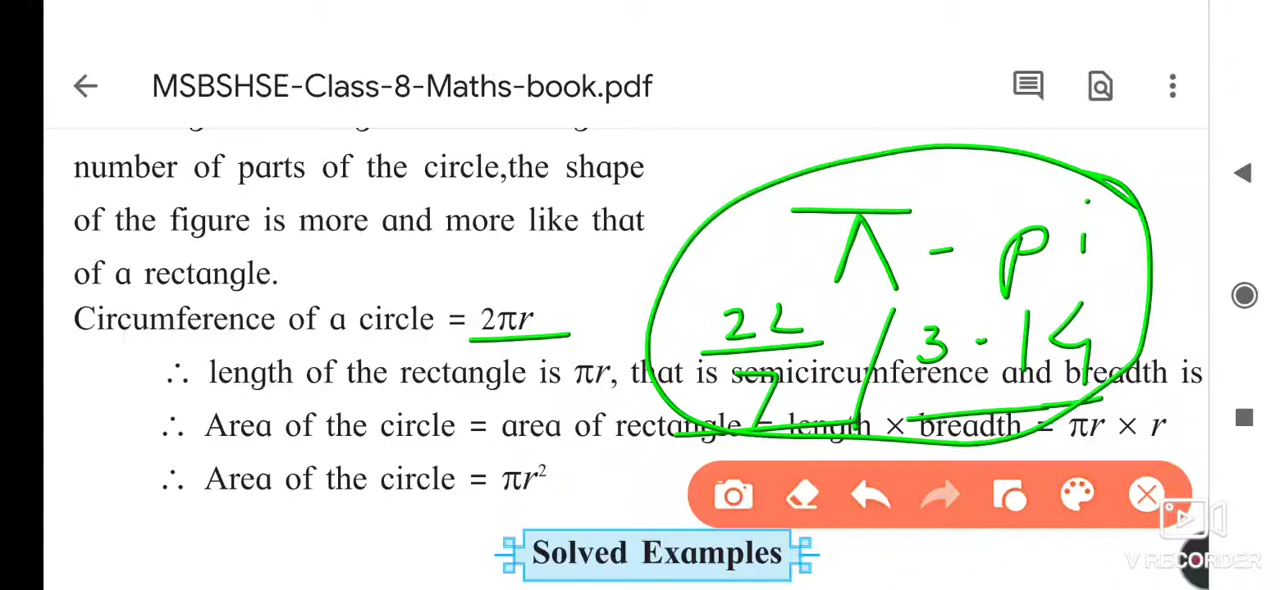 MSBSHSE-Class-8-Maths-book.pdf
number of parts of the circle,the shape
of the figure is more and more like that
of a rectangle.
Circumference of a circle = 2πr
∴ length of the rectangle is πr, that is semicircumference and breadth is
∴ Area of the circle = area of rectangle = length × breadth = πr × r
∴ Area of the circle = πr²
Solved Examples
π - pi
22/7 / 3.14
V RECORDER